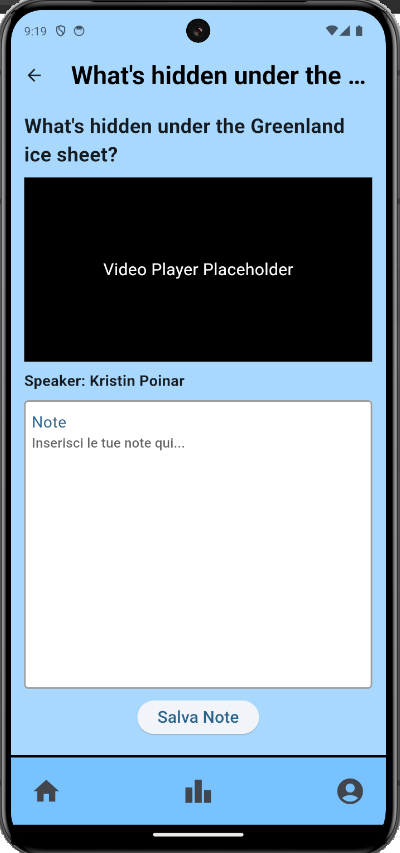 9:19
What's hidden under the ...
What's hidden under the Greenland
ice sheet?
Video Player Placeholder
Speaker: Kristin Poinar
Note
Inserisci le tue note qui...
Salva Note